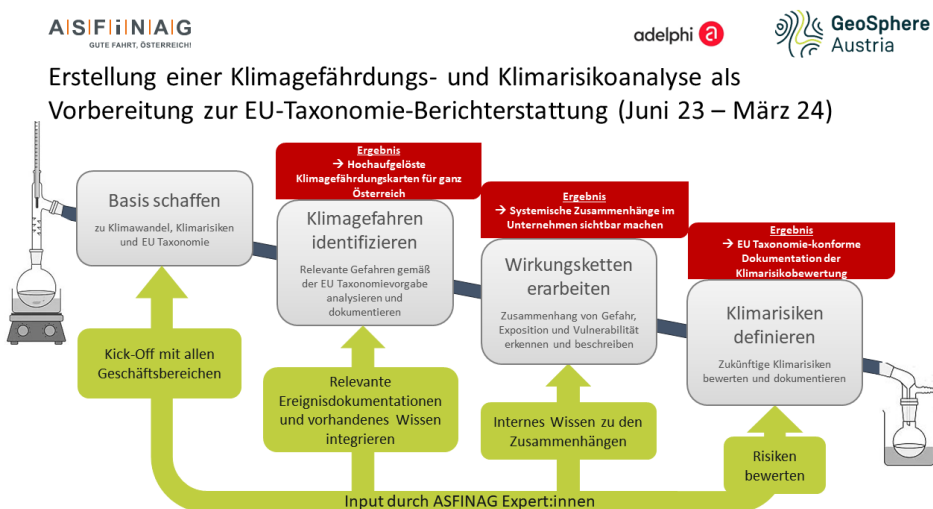 ASFiNAG
GUTE FAHRT, ÖSTERREICH!
adelphi a
GeoSphere
Austria
Erstellung einer Klimagefährdungs- und Klimarisikoanalyse als
Vorbereitung zur EU-Taxonomie-Berichterstattung (Juni 23 – März 24)
Basis schaffen
zu Klimawandel, Klimarisiken
und EU Taxonomie
Ergebnis
→ Hochaufgelöste
Klimagefährdungskarten für ganz
Österreich
Klimagefahren
identifizieren
Relevante Gefahren gemäß
der EU Taxonomievorgabe
analysieren und
dokumentieren
Ergebnis
→ Systemische Zusammenhänge im
Unternehmen sichtbar machen
Wirkungsketten
erarbeiten
Zusammenhang von Gefahr,
Exposition und Vulnerabilität
erkennen und beschreiben
Ergebnis
→ EU Taxonomie-konforme
Dokumentation der
Klimarisikobewertung
Klimarisiken
definieren
Zukünftige Klimarisiken
bewerten und dokumentieren
Kick-Off mit allen
Geschäftsbereichen
Relevante
Ereignisdokumentationen
und vorhandenes Wissen
integrieren
Internes Wissen zu den
Zusammenhängen
Risiken
bewerten
Input durch ASFINAG Expert:innen